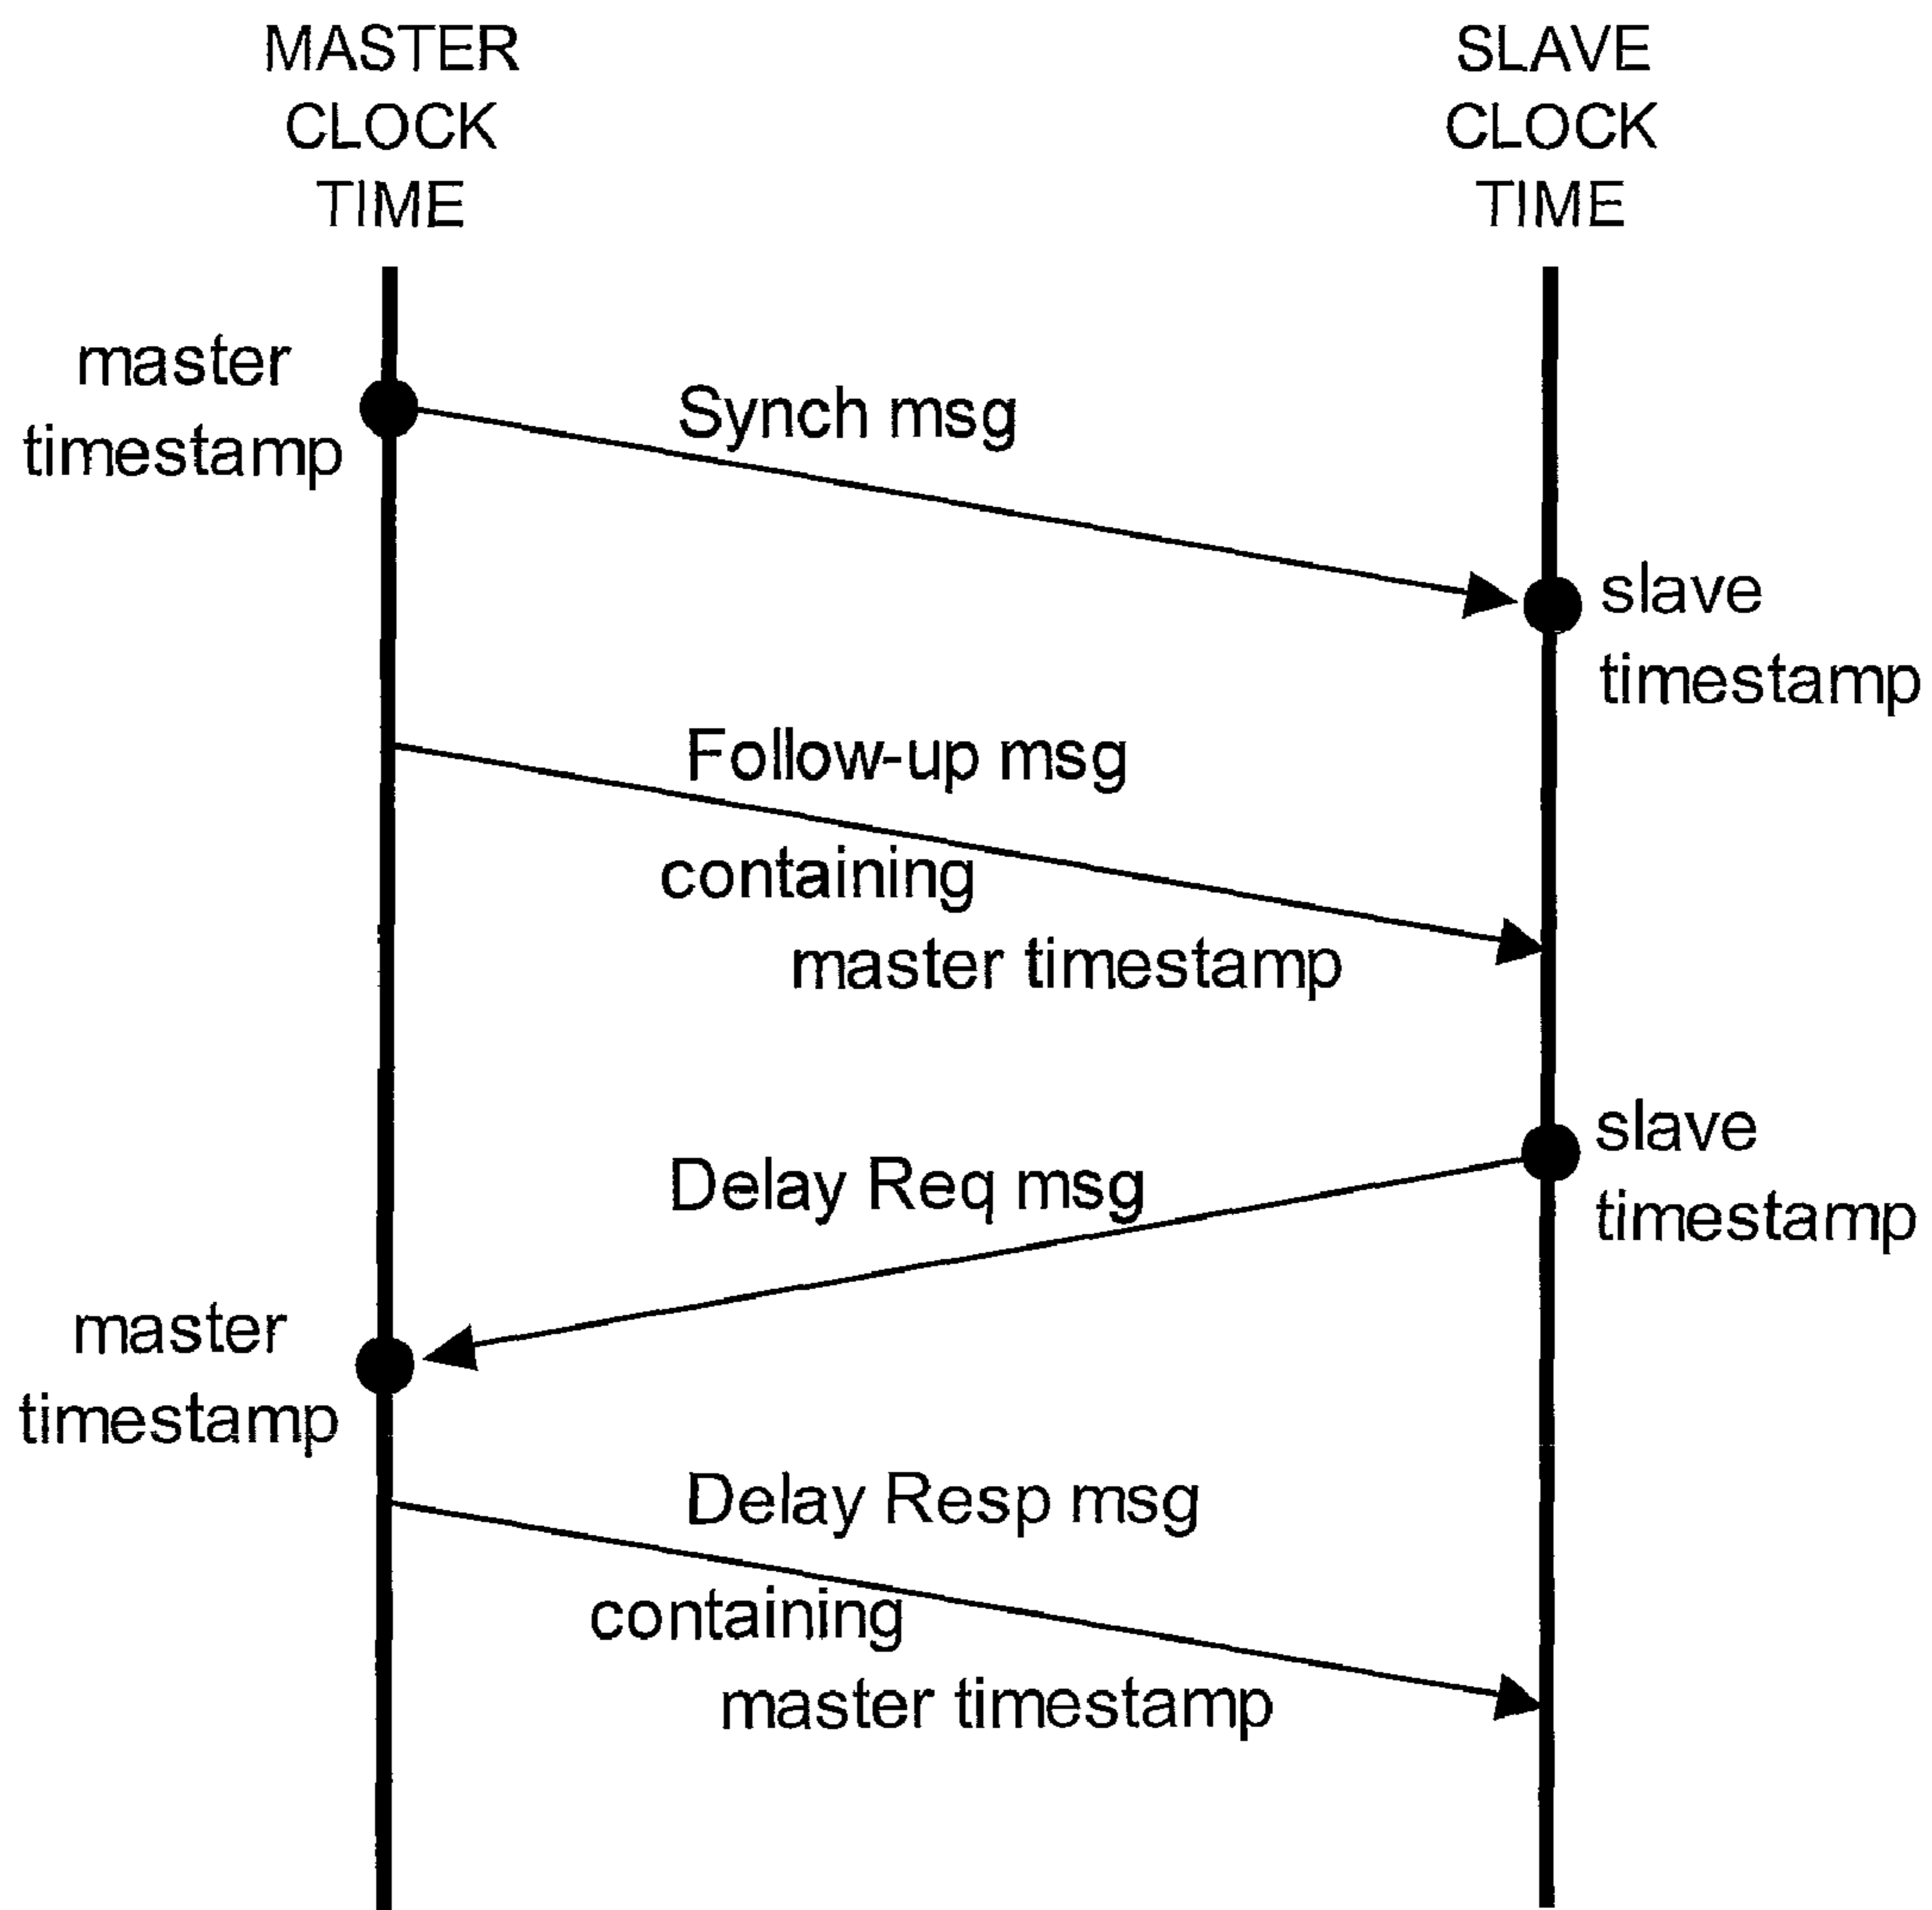 MASTER
CLOCK
TIME
SLAVE
CLOCK
TIME
master
timestamp
Synch msg
slave
timestamp
Follow-up msg
containing
master timestamp
slave
timestamp
Delay Req msg
master
timestamp
Delay Resp msg
containing
master timestamp